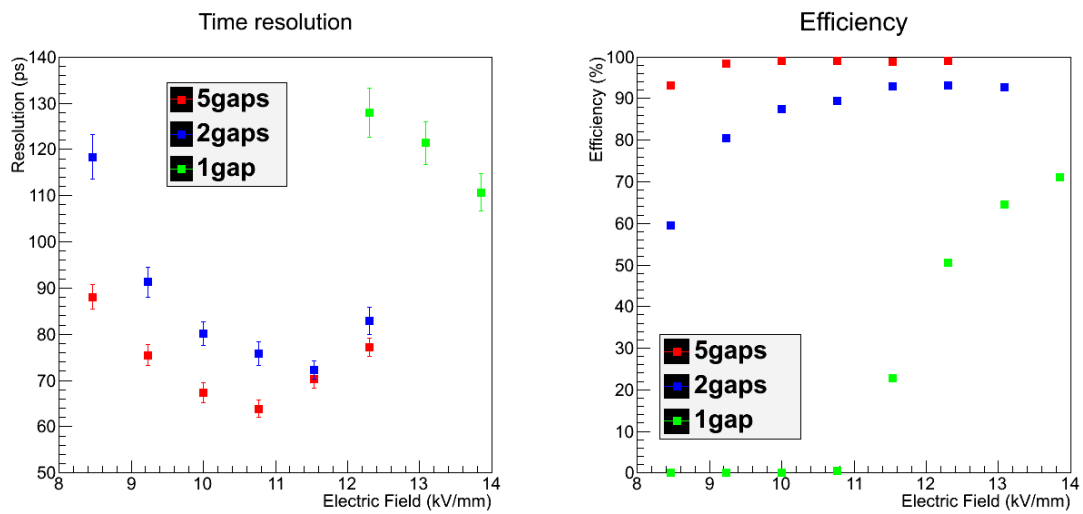 Time resolution
Resolution (ps)
140
130
120
110
100
90
80
70
60
50
5gaps
2gaps
1gap
8
9
10
11
12
13
14
Electric Field (kV/mm)
Efficiency
Efficiency (%)
100
90
80
70
60
50
40
30
20
10
0
5gaps
2gaps
1gap
8
9
10
11
12
13
14
Electric Field (kV/mm)